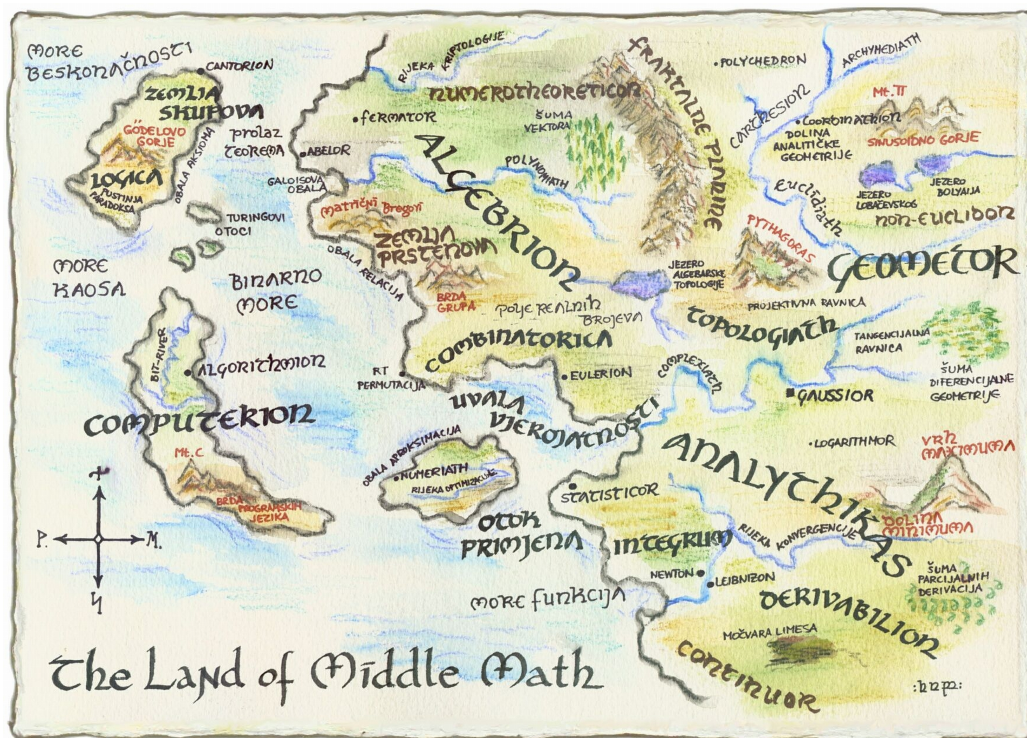 MORE
BESKONAČNOSTI
CANTORION
ZEMLJA
SKUPOVA
GÖDELOVO
GORJE
OBALA AKSIOMA
LOGICA
PUSTINJA
PARADOKSA
PROLAZ
TEOREMA
TURINGOVI
OTOCI
MORE
KAOSA
BINARNO
MORE
RIJEKA KRIPTOLOGIJE
NUMEROTHEORETICON
FERMATOR
ABELOR
GALOISOVA
OBALA
ALGEBRION
POLYNOMIATH
ŠUMA
VEKTORA
FRAKTALNE PLANINE
MATRIČNI BREGOVI
ZEMLJA
PRSTENOVA
OBALA RELACIJA
BRDA
GRUPA
POLJE REALNIH
BROJEVA
COMBINATORICA
RT
PERMUTACIJA
EULERION
UVALA
VJEROJATNOSTI
POLYCHEDRON
ARCHYMEDIATH
CARTHESION
COORDINATERION
DOLINA
ANALITIČKE
GEOMETRIJE
Mt. π
SINUSOIDNO GORJE
EUCLIDIATH
JEZERO
LOBAČEVSKOG
JEZERO
BOLYAIJA
NON-EUCLIDON
PYTHAGORAS
GEOMETOR
JEZERO
ALGEBARSKE
TOPOLOGIJE
PROJEKTIVNA RAVNICA
TOPOLOGIATH
TANGENCIJALNA
RAVNICA
ŠUMA
DIFERENCIJALNE
GEOMETRIJE
COMPLEXIATH
GAUSSIOR
BIT-RIVER
ALGORITHMION
COMPUTERION
Mt. C
BRDA
PROGRAMSKIH
JEZIKA
OBALA APROKSIMACIJA
NUMERIATH
RIJEKA OPTIMIZACIJE
OTOK
PRIMJENA
ANALYTHIKAS
LOGARITHMOR
VRH
MAXIMUMA
DOLINA
MINIMUMA
STATISTICOR
INTEGRUM
RIJEKA KONVERGENCIJE
NEWTON
LEIBNIZON
MORE FUNKCIJA
ŠUMA
PARCIJALNIH
DERIVACIJA
DERIVABILION
MOČVARA LIMESA
CONTINUOR
P.
M.
The Land of Middle Math